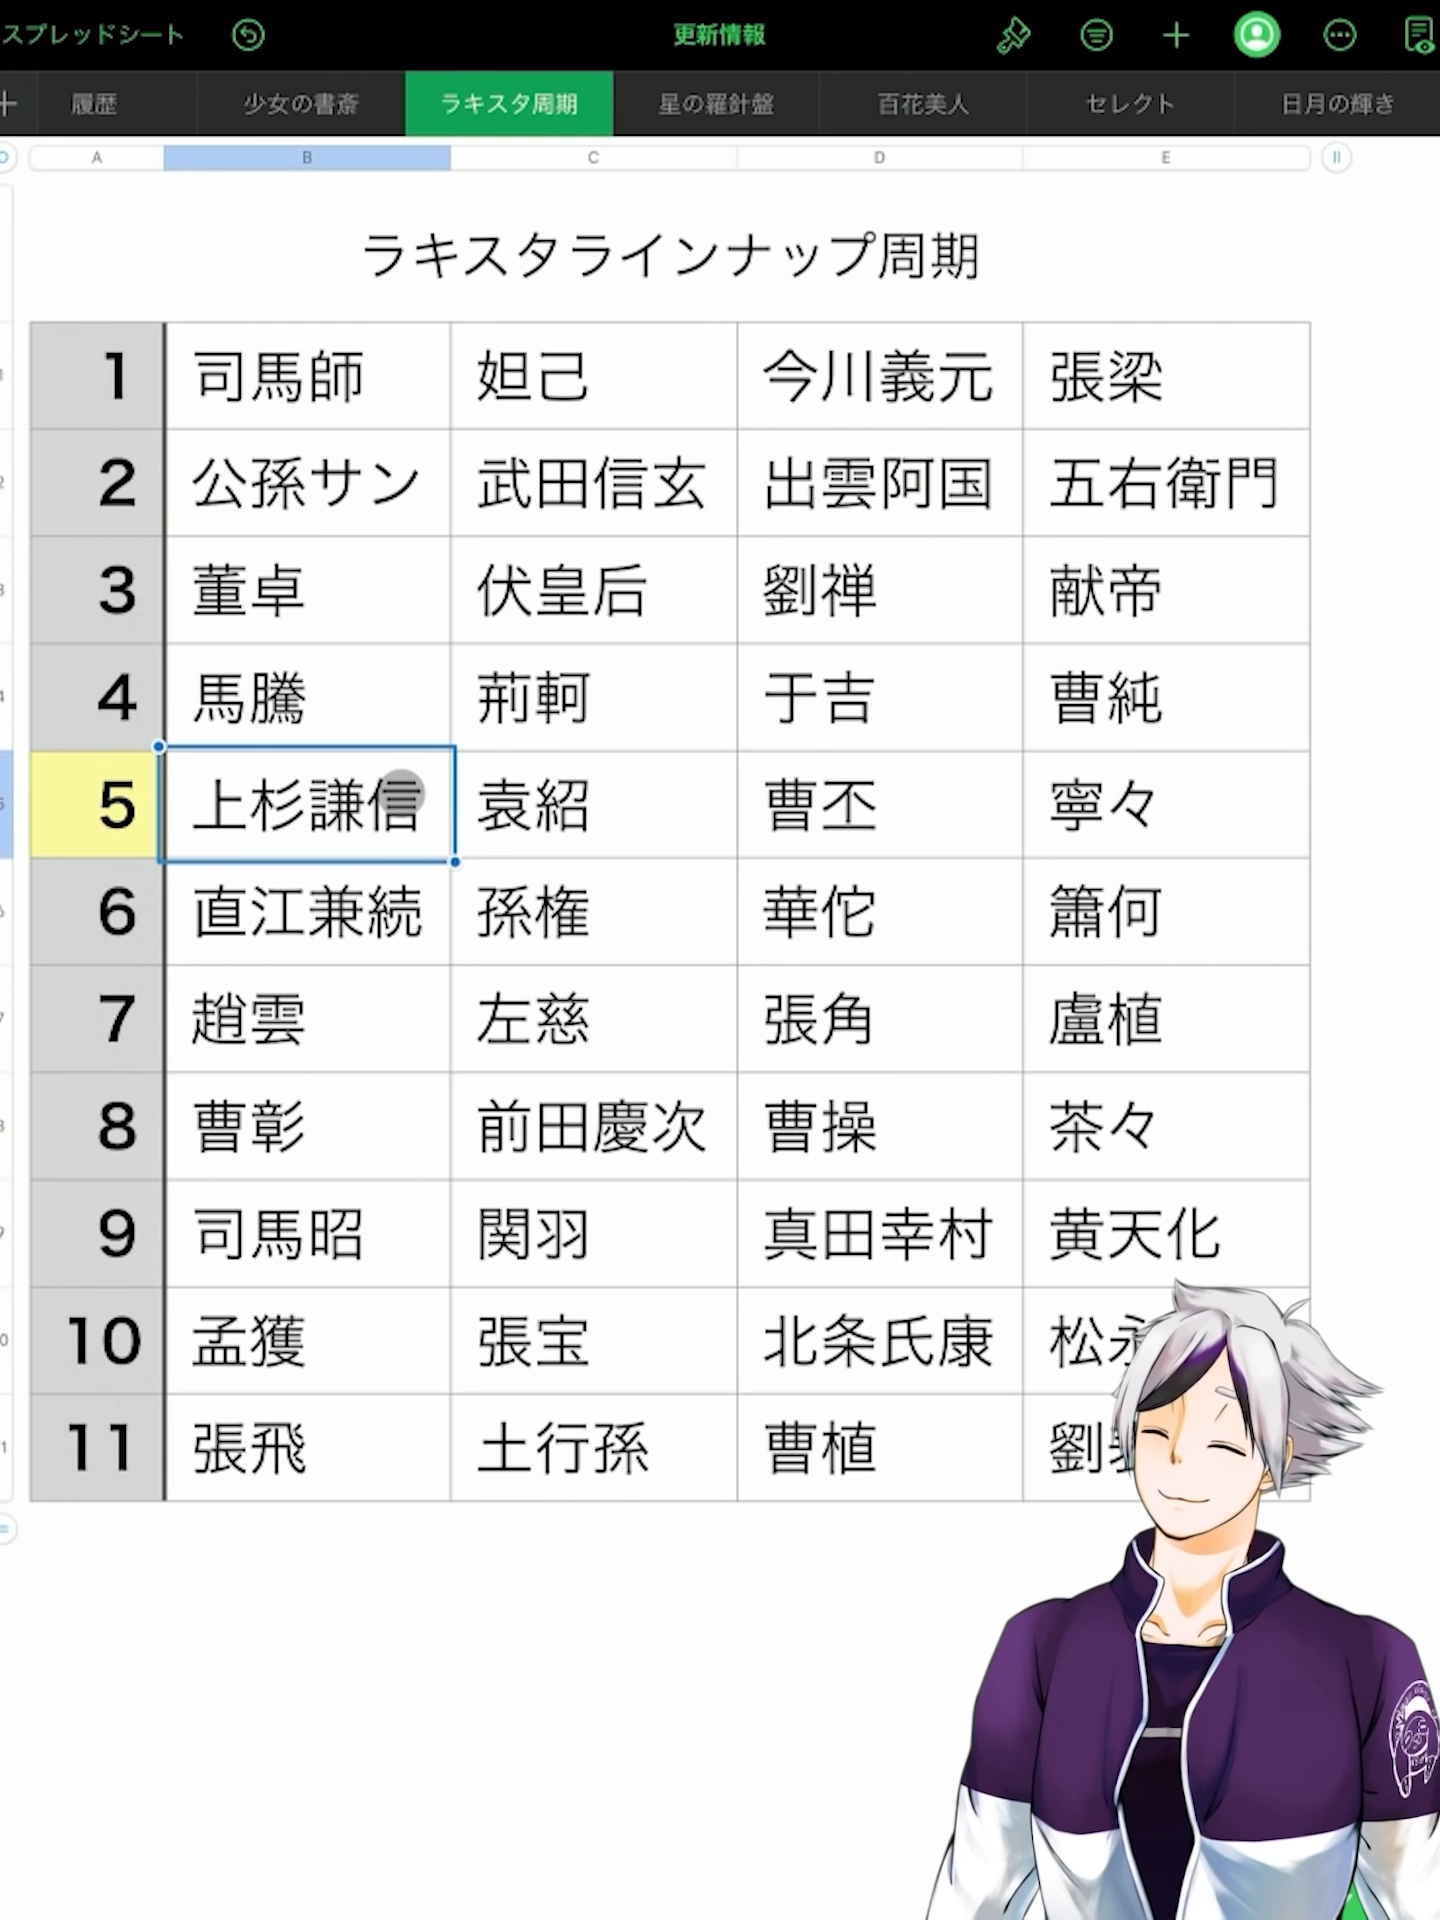 スプレッドシート 更新情報
履歴 少女の書斎 ラキスタ周期 星の羅針盤 百花美人 セレクト 日月の輝き
A B C D E
ラキスタラインナップ周期
1 司馬師 妲己 今川義元 張梁
2 公孫サン 武田信玄 出雲阿国 五右衛門
3 董卓 伏皇后 劉禅 献帝
4 馬騰 荊軻 于吉 曹純
5 上杉謙信 袁紹 曹丕 寧々
6 直江兼続 孫権 華佗 簫何
7 趙雲 左慈 張角 盧植
8 曹彰 前田慶次 曹操 茶々
9 司馬昭 関羽 真田幸村 黄天化
10 孟獲 張宝 北条氏康 松永
11 張飛 土行孫 曹植 劉